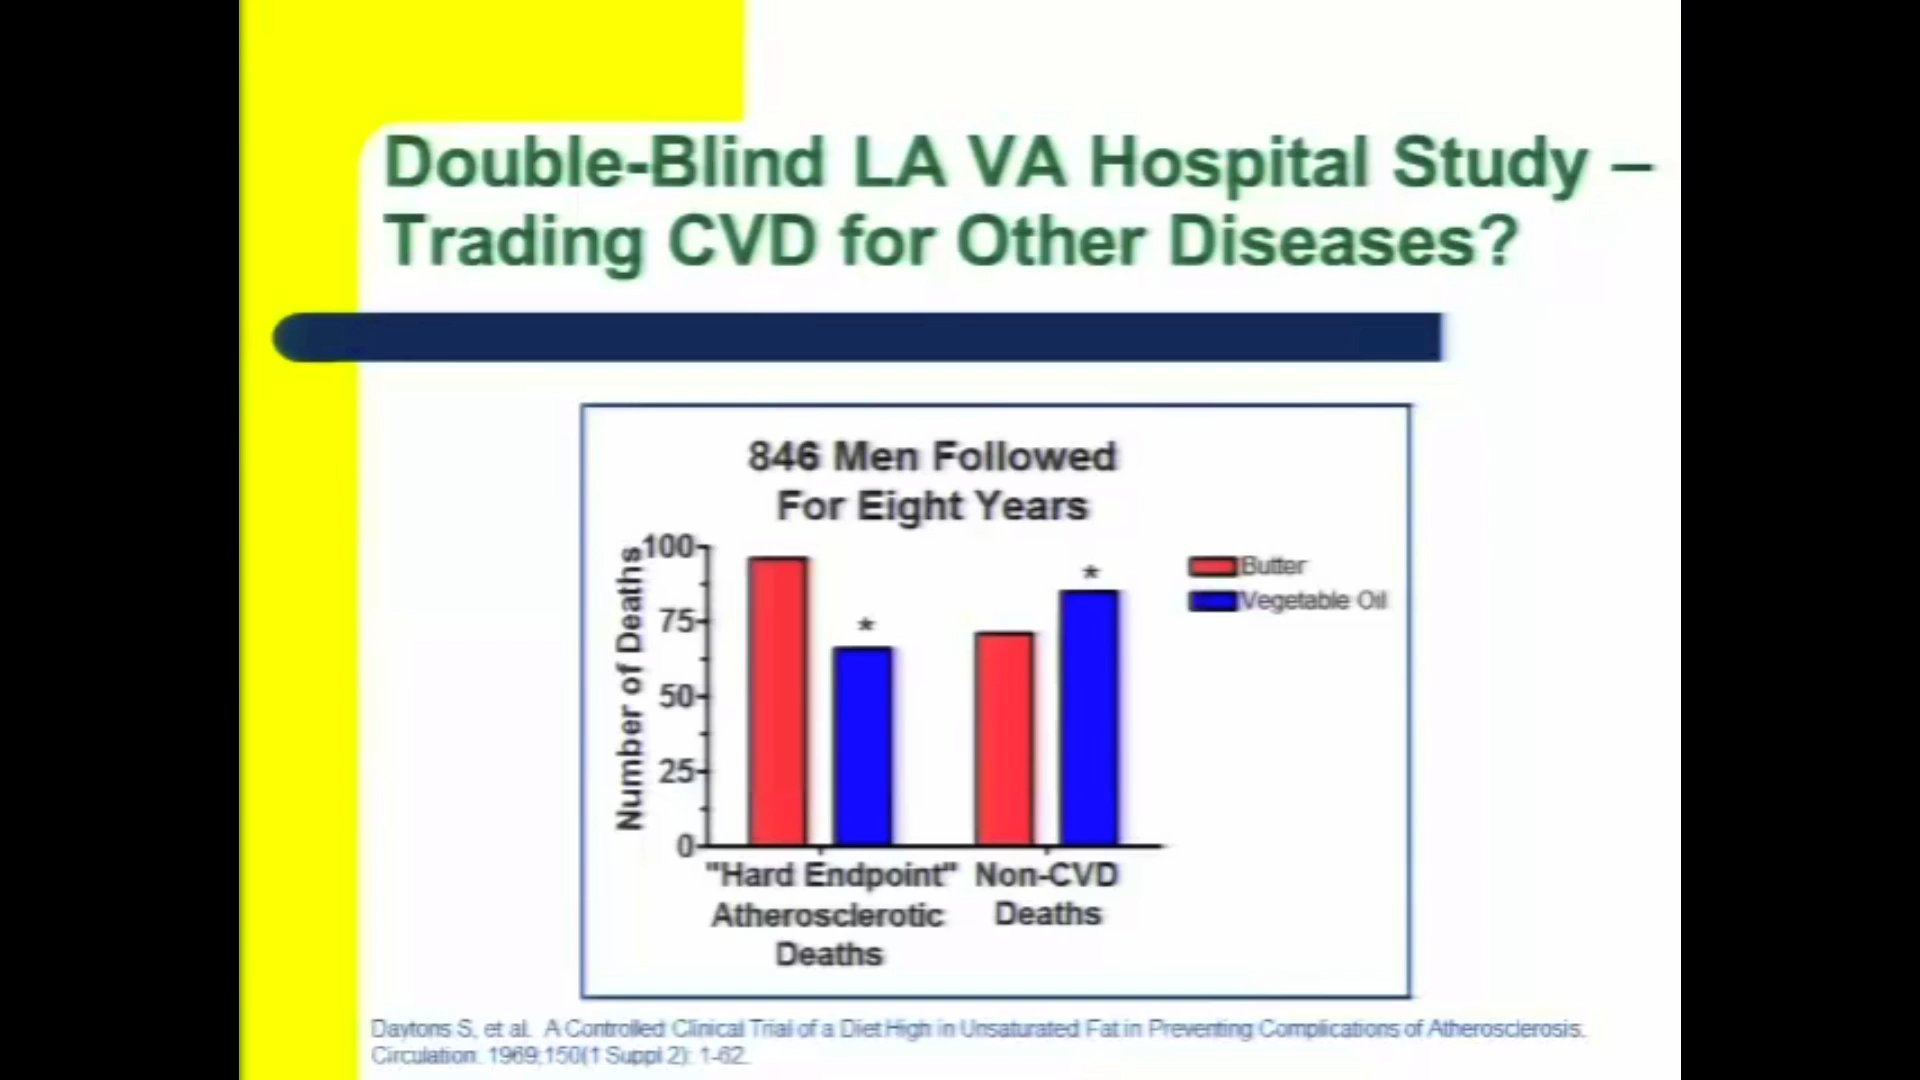 Double-Blind LA VA Hospital Study –
Trading CVD for Other Diseases?
846 Men Followed
For Eight Years
Number of Deaths
100
75
50
25
0
*
*
Butter
Vegetable Oil
"Hard Endpoint"
Atherosclerotic
Deaths
Non-CVD
Deaths
Daytons S, et al. A Controlled Clinical Trial of a Diet High in Unsaturated Fat in Preventing Complications of Atherosclerosis.
Circulation. 1969;150(1 Suppl 2): 1-62.